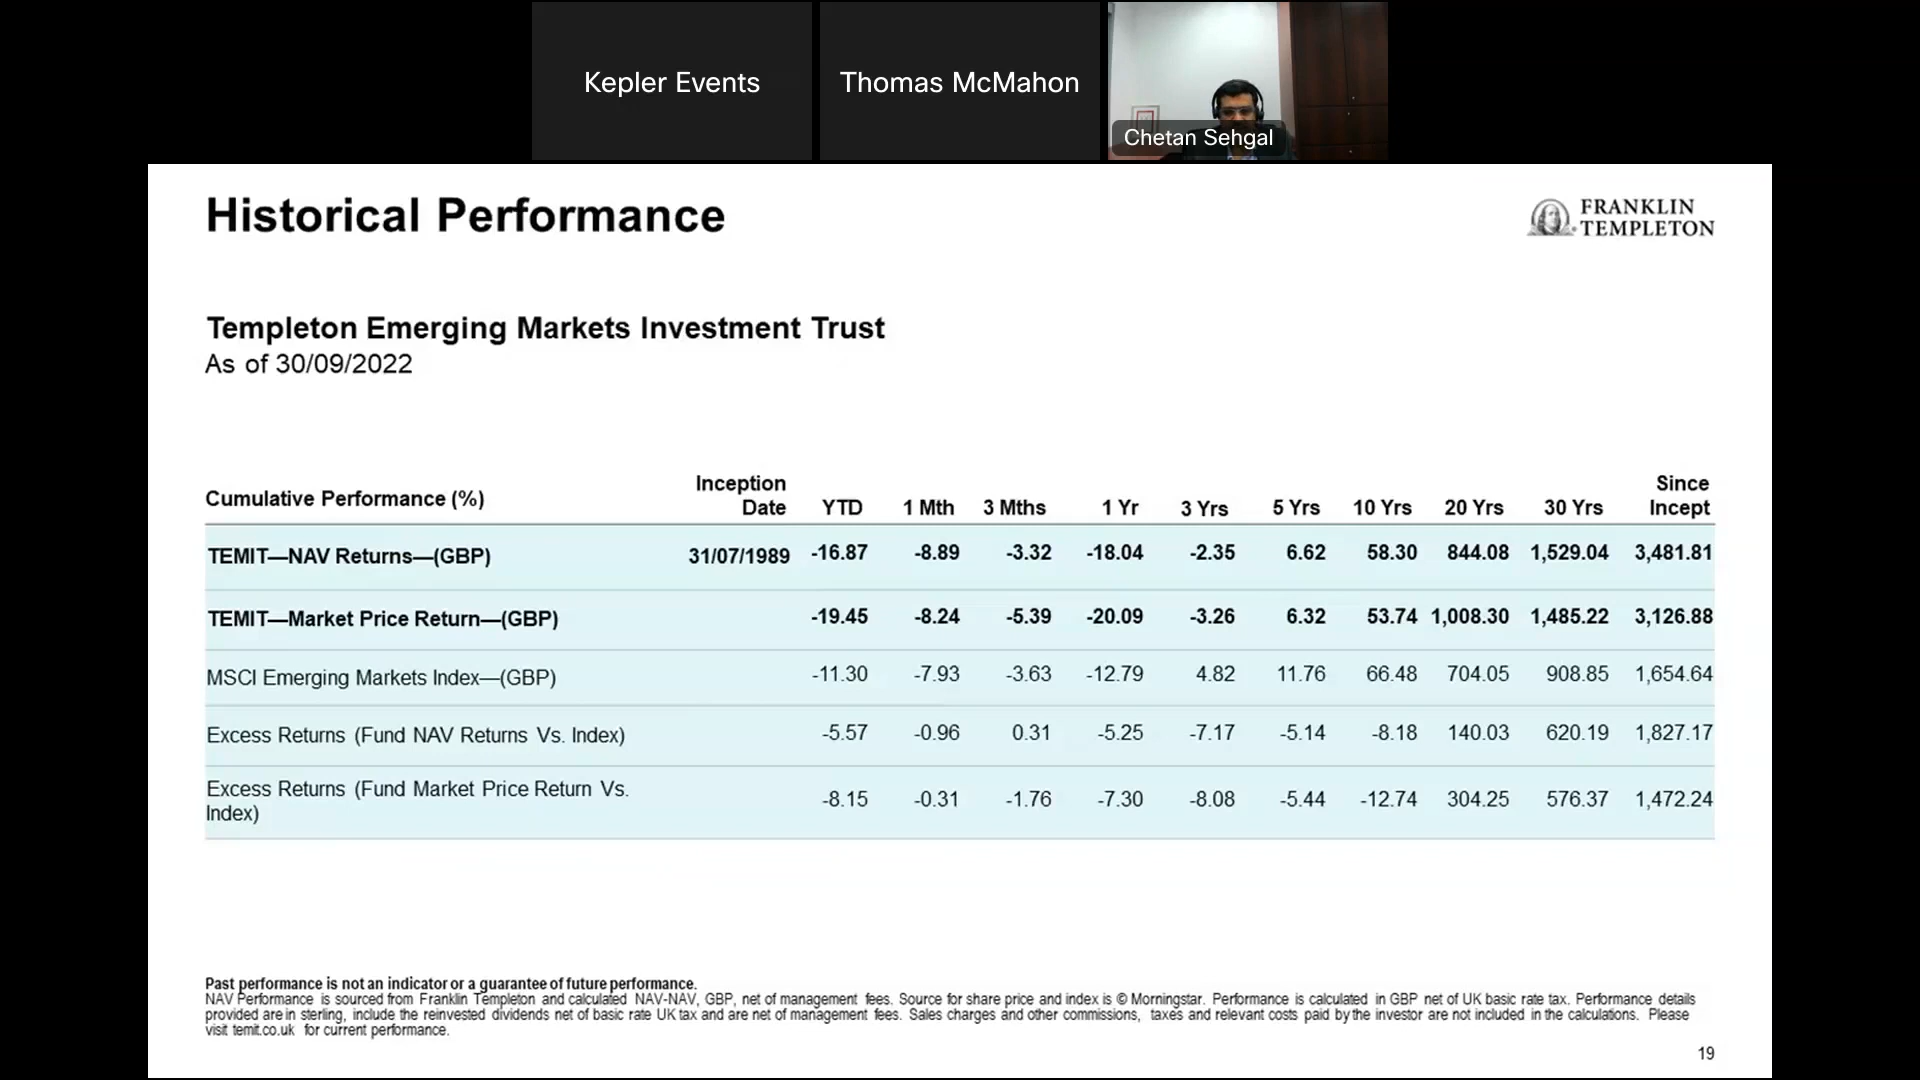 Kepler Events
Thomas McMahon
Chetan Sehgal
Historical Performance
FRANKLIN
TEMPLETON
Templeton Emerging Markets Investment Trust
As of 30/09/2022
Cumulative Performance (%) Inception Date YTD 1 Mth 3 Mths 1 Yr 3 Yrs 5 Yrs 10 Yrs 20 Yrs 30 Yrs Since Incept
TEMIT—NAV Returns—(GBP) 31/07/1989 -16.87 -8.89 -3.32 -18.04 -2.35 6.62 58.30 844.08 1,529.04 3,481.81
TEMIT—Market Price Return—(GBP) -19.45 -8.24 -5.39 -20.09 -3.26 6.32 53.74 1,008.30 1,485.22 3,126.88
MSCI Emerging Markets Index—(GBP) -11.30 -7.93 -3.63 -12.79 4.82 11.76 66.48 704.05 908.85 1,654.64
Excess Returns (Fund NAV Returns Vs. Index) -5.57 -0.96 0.31 -5.25 -7.17 -5.14 -8.18 140.03 620.19 1,827.17
Excess Returns (Fund Market Price Return Vs.
Index) -8.15 -0.31 -1.76 -7.30 -8.08 -5.44 -12.74 304.25 576.37 1,472.24
Past performance is not an indicator or a guarantee of future performance.
NAV Performance is sourced from Franklin Templeton and calculated NAV-NAV, GBP, net of management fees. Source for share price and index is © Morningstar. Performance is calculated in GBP net of UK basic rate tax. Performance details
provided are in sterling, include the reinvested dividends net of basic rate UK tax and are net of management fees. Sales charges and other commissions, taxes and relevant costs paid by the investor are not included in the calculations. Please
visit temit.co.uk for current performance.
19